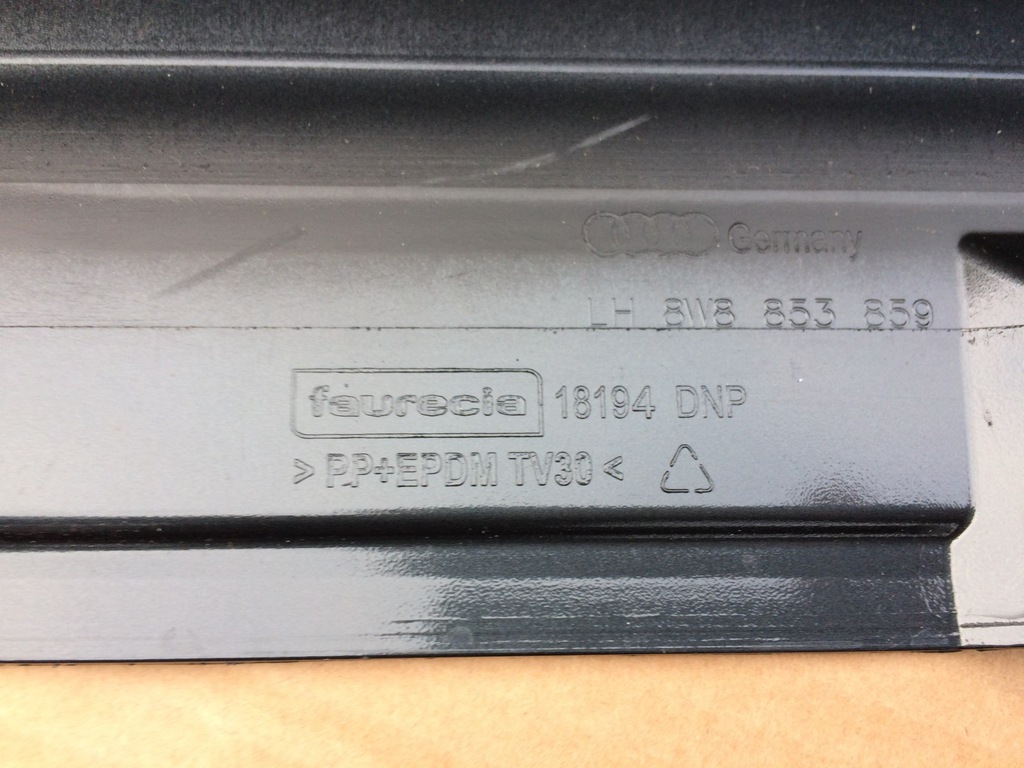 Germany
LH 8W8 853 859
faurecia 18194 DNP
> PP+EPDM TV30 <